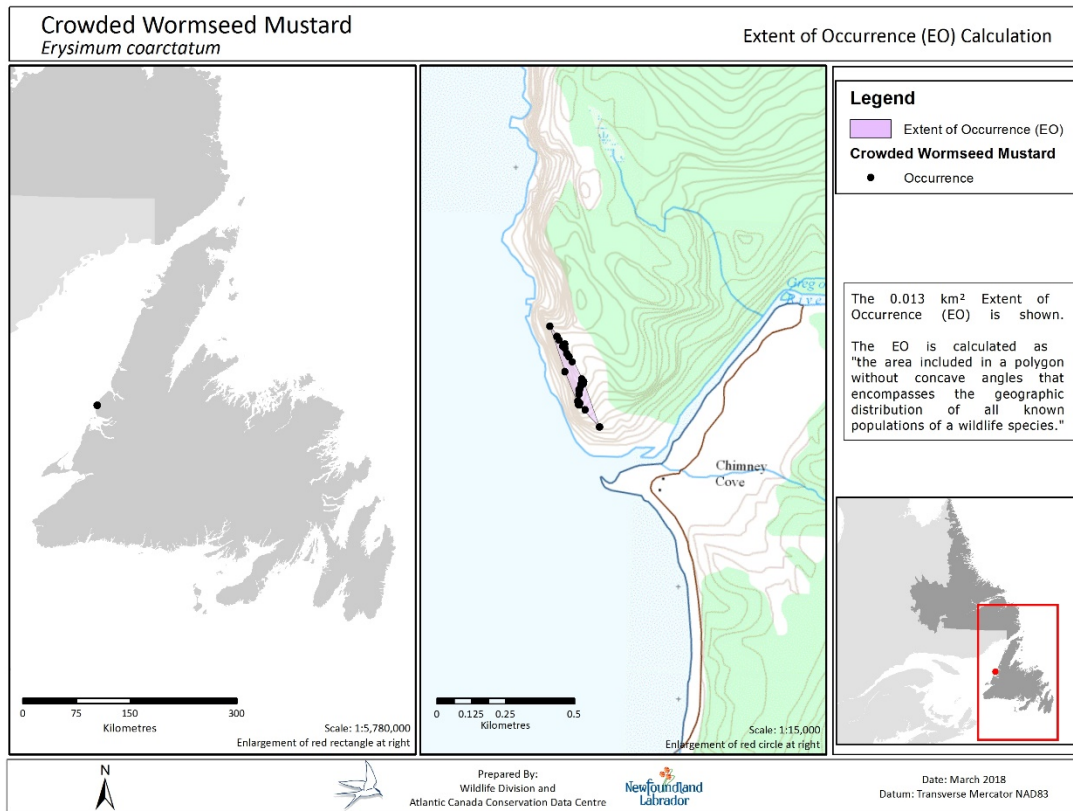 Crowded Wormseed Mustard
Erysimum coarctatum
Extent of Occurrence (EO) Calculation
0 75 150 300
Kilometres
Scale: 1:5,780,000
Enlargement of red rectangle at right
Chimney
Cove
0 0.125 0.25 0.5
Kilometres
Scale: 1:15,000
Enlargement of red circle at right
Legend
Extent of Occurrence (EO)
Crowded Wormseed Mustard
Occurrence
The 0.013 km² Extent of
Occurrence (EO) is shown.
The EO is calculated as
"the area included in a polygon
without concave angles that
encompasses the geographic
distribution of all known
populations of a wildlife species."
N
Prepared By:
Wildlife Division and
Atlantic Canada Conservation Data Centre
Newfoundland
Labrador
Date: March 2018
Datum: Transverse Mercator NAD83